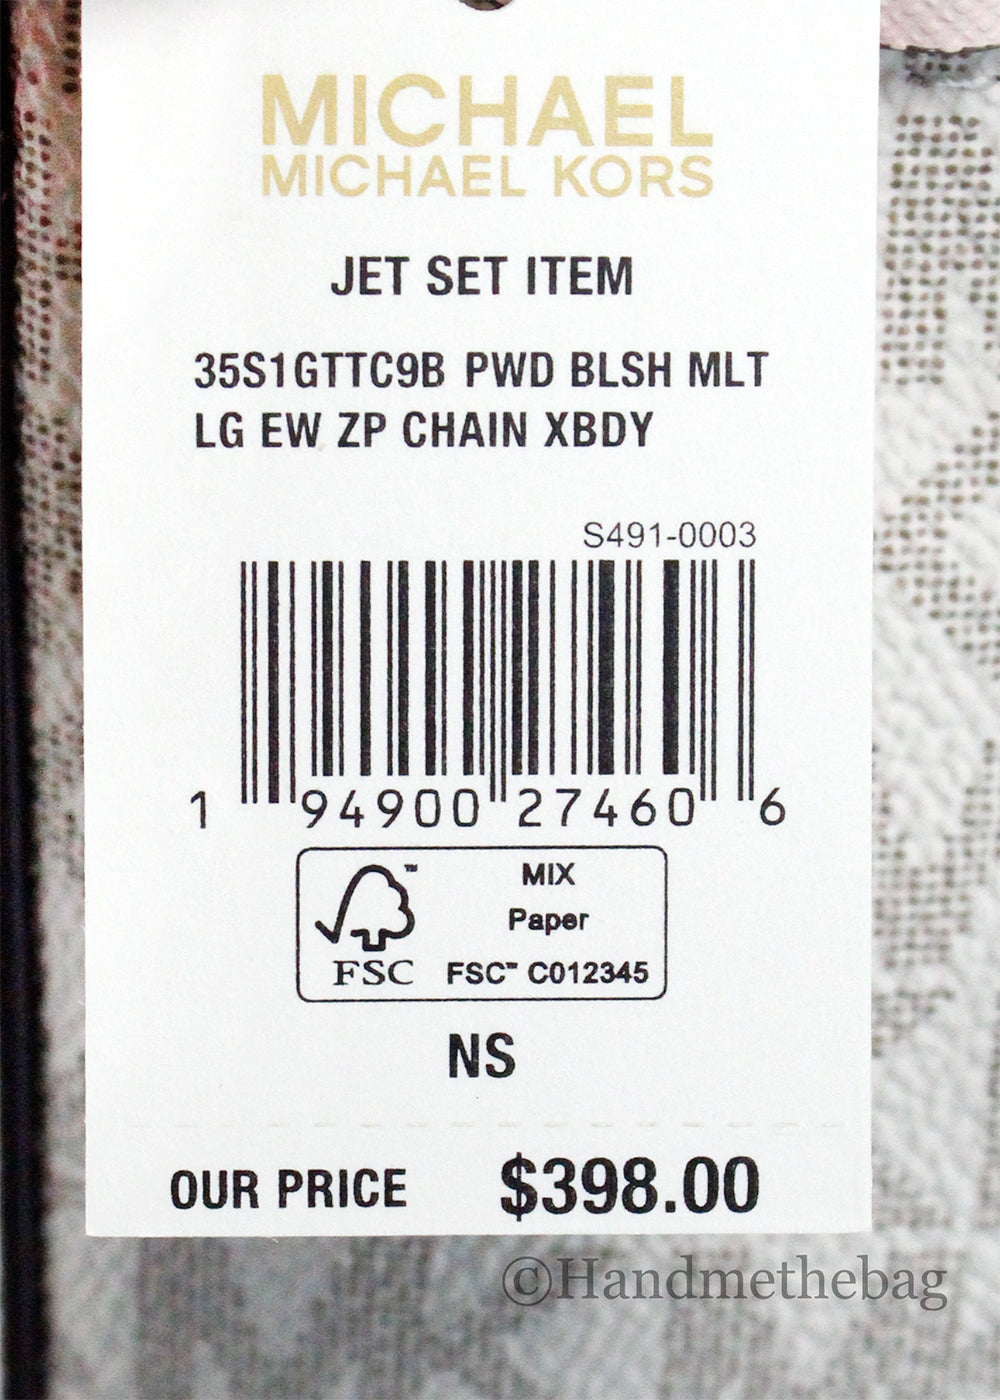 MICHAEL
MICHAEL KORS
JET SET ITEM
35S1GTTC9B PWD BLSH MLT
LG EW ZP CHAIN XBDY
S491-0003
1 94900 27460 6
MIX
Paper
FSC FSC™ C012345
NS
OUR PRICE $398.00
©Handmethebag